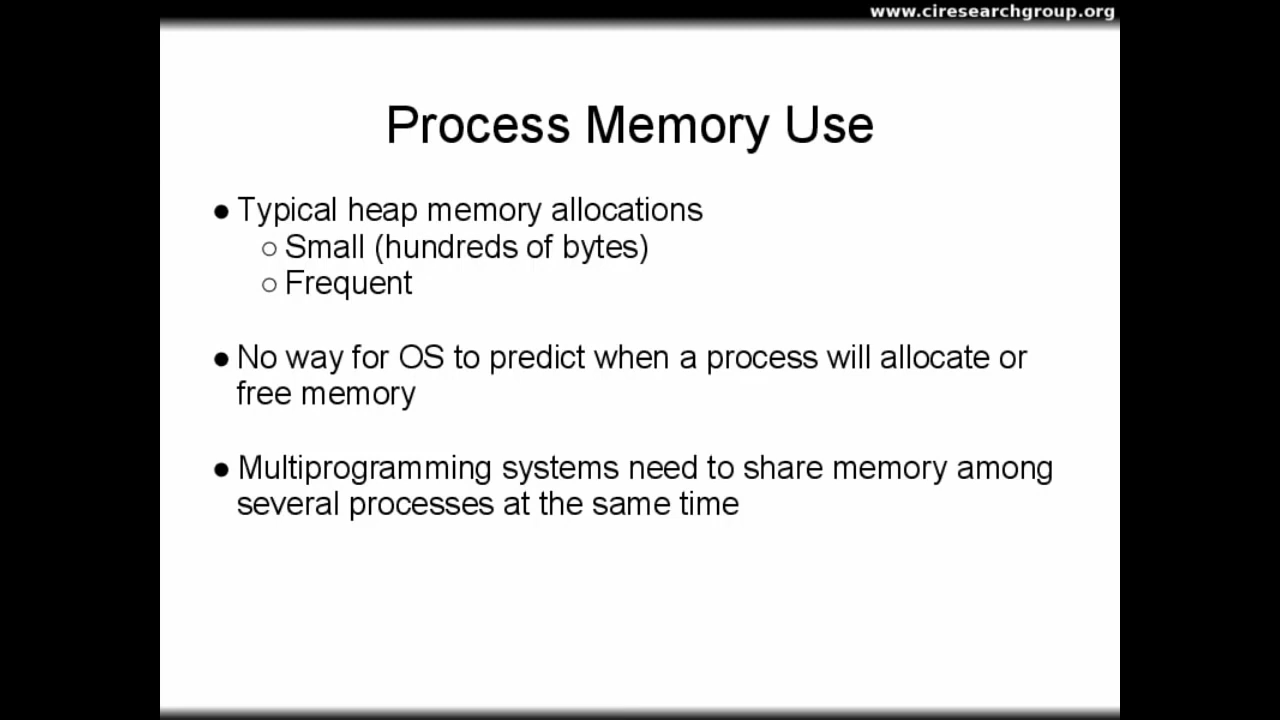 www.ciresearchgroup.org
Process Memory Use
● Typical heap memory allocations
○ Small (hundreds of bytes)
○ Frequent
● No way for OS to predict when a process will allocate or
free memory
● Multiprogramming systems need to share memory among
several processes at the same time